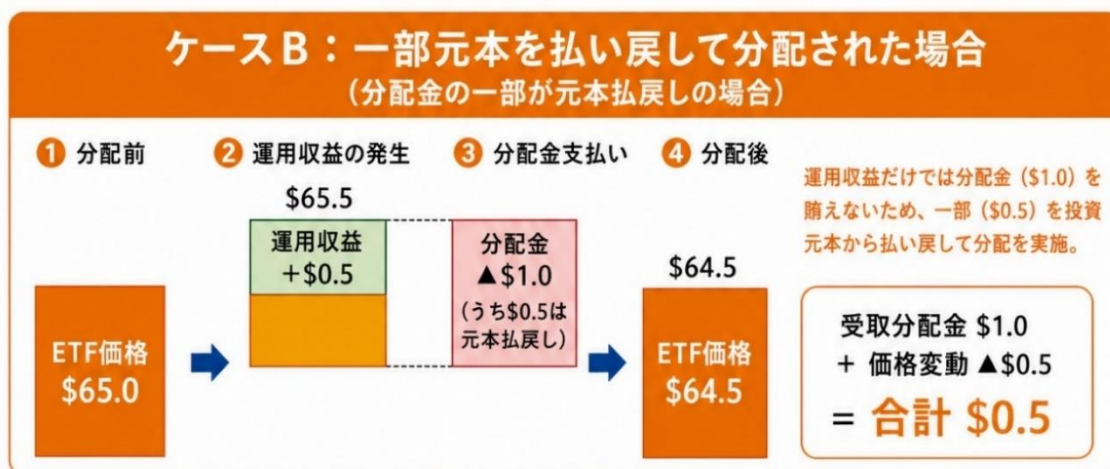 ケースB：一部元本を払い戻して分配された場合
（分配金の一部が元本払戻しの場合）
1 分配前
2 運用収益の発生
3 分配金支払い
4 分配後
ETF価格
$65.0
$65.5
運用収益
+$0.5
分配金
▲$1.0
（うち$0.5は
元本払戻し）
$64.5
ETF価格
$64.5
運用収益だけでは分配金（$1.0）を
賄えないため、一部（$0.5）を投資
元本から払い戻して分配を実施。
受取分配金 $1.0
+ 価格変動 ▲$0.5
= 合計 $0.5